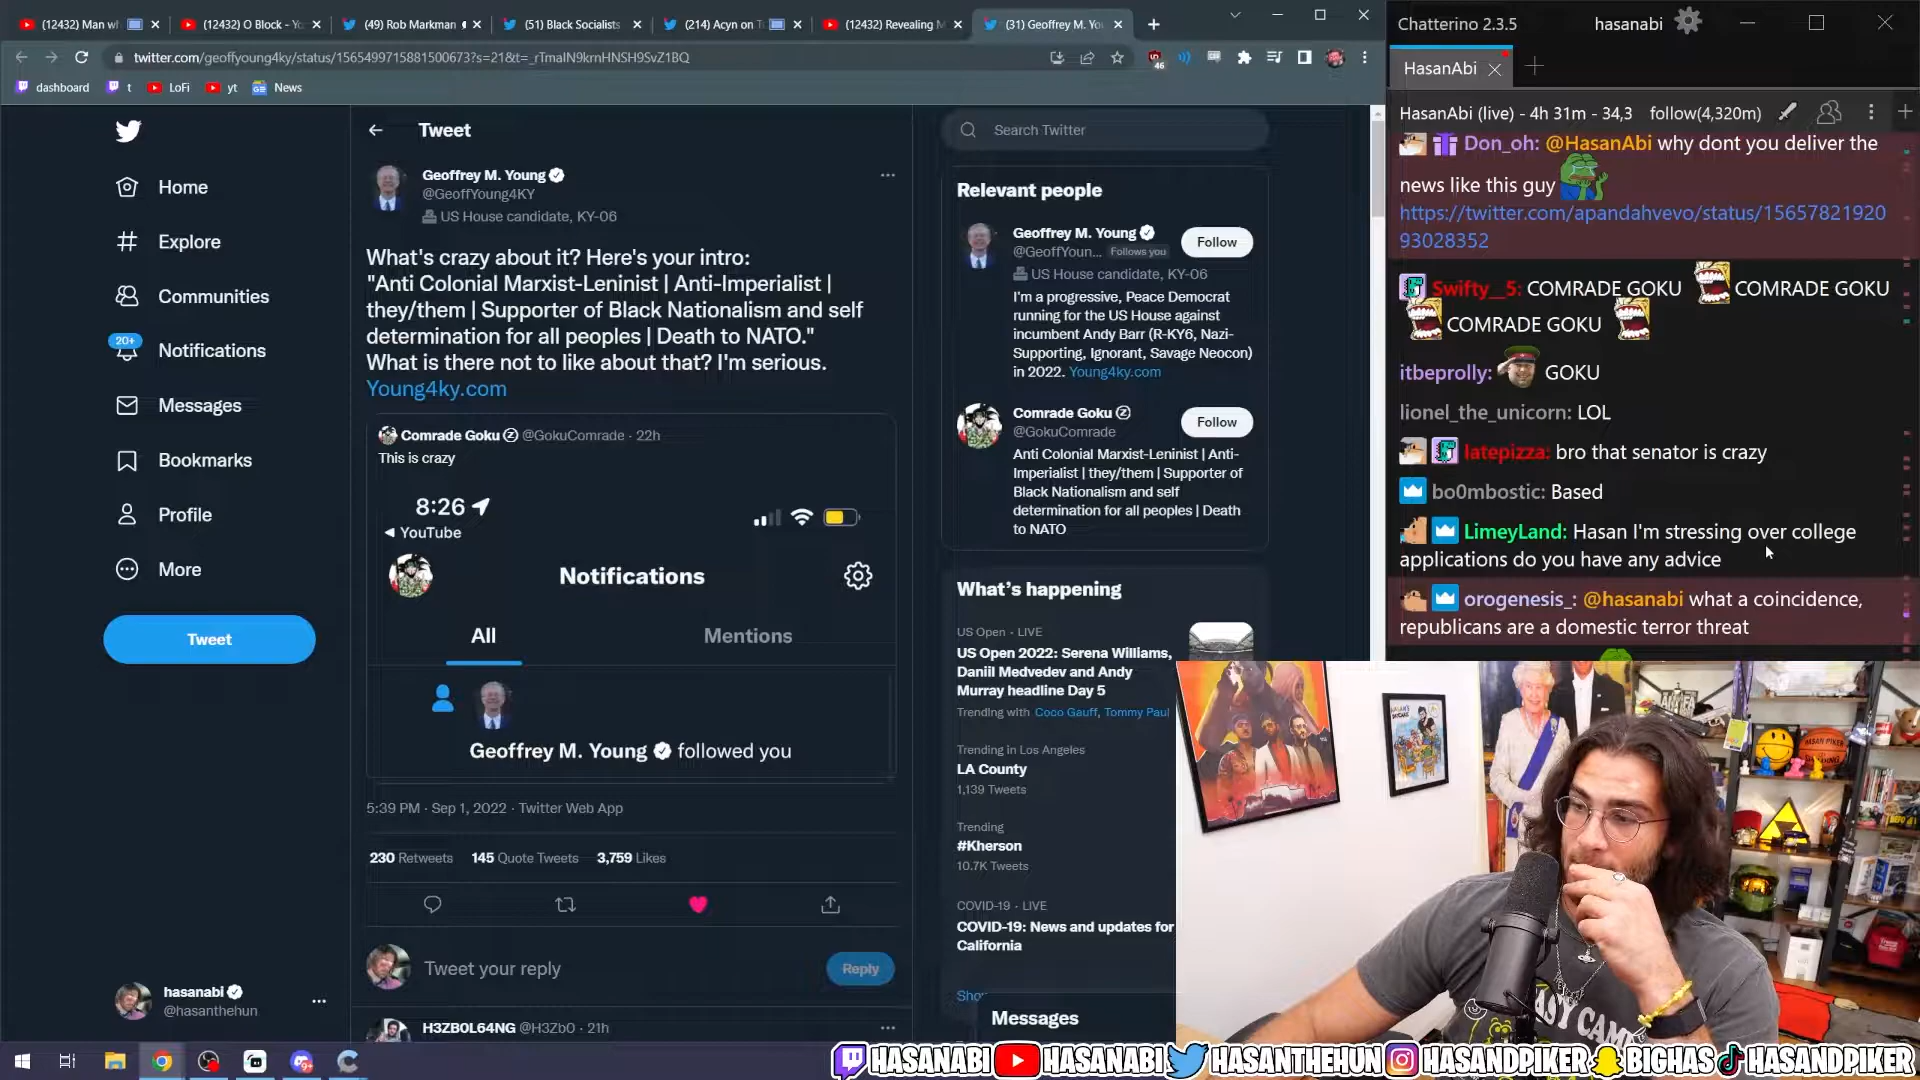 (12432) Man w
(12432) O Block - Yo
(49) Rob Markman
(51) Black Socialists
(214) Acyn on T
(12432) Revealing M
(31) Geoffrey M. Yo
twitter.com/geoffyoung4ky/status/1565499715881500673?s=21&t=_rTmalN9krnHNSH9SvZ1BQ
46
dashboard
t
LoFi
yt
News
Home
Explore
Communities
20+
Notifications
Messages
Bookmarks
Profile
More
Tweet
hasanabi
@hasanthehun
Tweet
Geoffrey M. Young
@GeoffYoung4KY
US House candidate, KY-06
What's crazy about it? Here's your intro:
"Anti Colonial Marxist-Leninist | Anti-Imperialist |
they/them | Supporter of Black Nationalism and self
determination for all peoples | Death to NATO."
What is there not to like about that? I'm serious.
Young4ky.com
Comrade Goku Ⓩ @GokuComrade · 22h
This is crazy
8:26
YouTube
Notifications
All
Mentions
Geoffrey M. Young followed you
5:39 PM · Sep 1, 2022 · Twitter Web App
230 Retweets 145 Quote Tweets 3,759 Likes
Tweet your reply
Reply
H3ZB0L64NG @H3Zb0 · 21h
Search Twitter
Relevant people
Geoffrey M. Young
@GeoffYoun... Follows you
Follow
US House candidate, KY-06
I'm a progressive, Peace Democrat
running for the US House against
incumbent Andy Barr (R-KY6, Nazi-
Supporting, Ignorant, Savage Neocon)
in 2022. Young4ky.com
Comrade Goku Ⓩ
@GokuComrade
Follow
Anti Colonial Marxist-Leninist | Anti-
Imperialist | they/them | Supporter of
Black Nationalism and self
determination for all peoples | Death
to NATO
What's happening
US Open · LIVE
US Open 2022: Serena Williams,
Daniil Medvedev and Andy
Murray headline Day 5
Trending with Coco Gauff, Tommy Paul
Trending in Los Angeles
LA County
1,139 Tweets
Trending
#Kherson
10.7K Tweets
COVID-19 · LIVE
COVID-19: News and updates for
California
Show
Messages
Chatterino 2.3.5
hasanabi
HasanAbi
HasanAbi (live) - 4h 31m - 34,3 follow(4,320m)
Don_oh: @HasanAbi why dont you deliver the
news like this guy
https://twitter.com/apandahvevo/status/15657821920
93028352
Swifty__5: COMRADE GOKU COMRADE GOKU
COMRADE GOKU
itbeprolly: GOKU
lionel_the_unicorn: LOL
latepizza: bro that senator is crazy
bo0mbostic: Based
LimeyLand: Hasan I'm stressing over college
applications do you have any advice
orogenesis_: @hasanabi what a coincidence,
republicans are a domestic terror threat
HASAN PIKER
HASANABI HASANABI HASANTHEHUN HASANDPIKER BIGHAS HASANDPIKER